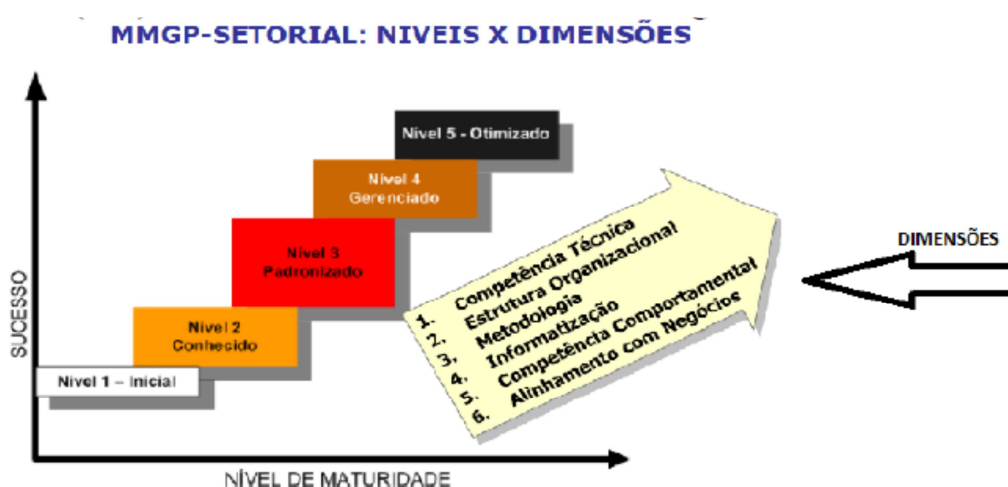 MMGP-SETORIAL: NIVEIS X DIMENSÕES
SUCESSO
Nível 5 - Otimizado
Nível 4
Gerenciado
Nível 3
Padronizado
Nível 2
Conhecido
Nível 1 – Inicial
1. Competência Técnica
2. Estrutura Organizacional
3. Metodologia
4. Informatização
5. Competência Comportamental
6. Alinhamento com Negócios
DIMENSÕES
NÍVEL DE MATURIDADE